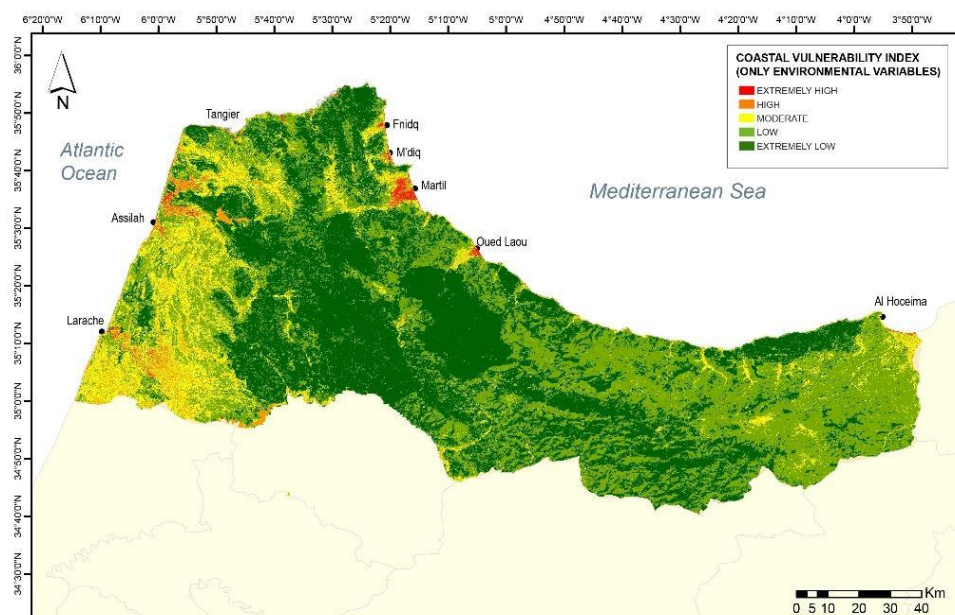 6°20'0"W 6°10'0"W 6°0'0"W 5°50'0"W 5°40'0"W 5°30'0"W 5°20'0"W 5°10'0"W 5°0'0"W 4°50'0"W 4°40'0"W 4°30'0"W 4°20'0"W 4°10'0"W 4°0'0"W 3°50'0"W
36°0'0"N
35°50'0"N
35°40'0"N
35°30'0"N
35°20'0"N
35°10'0"N
35°0'0"N
34°50'0"N
34°40'0"N
34°30'0"N
N
COASTAL VULNERABILITY INDEX
(ONLY ENVIRONMENTAL VARIABLES)
EXTREMELY HIGH
HIGH
MODERATE
LOW
EXTREMELY LOW
Tangier
Fnidq
Atlantic
Ocean
M'diq
Martil
Mediterranean Sea
Assilah
Oued Laou
Al Hoceima
Larache
Km
0 5 10 20 30 40